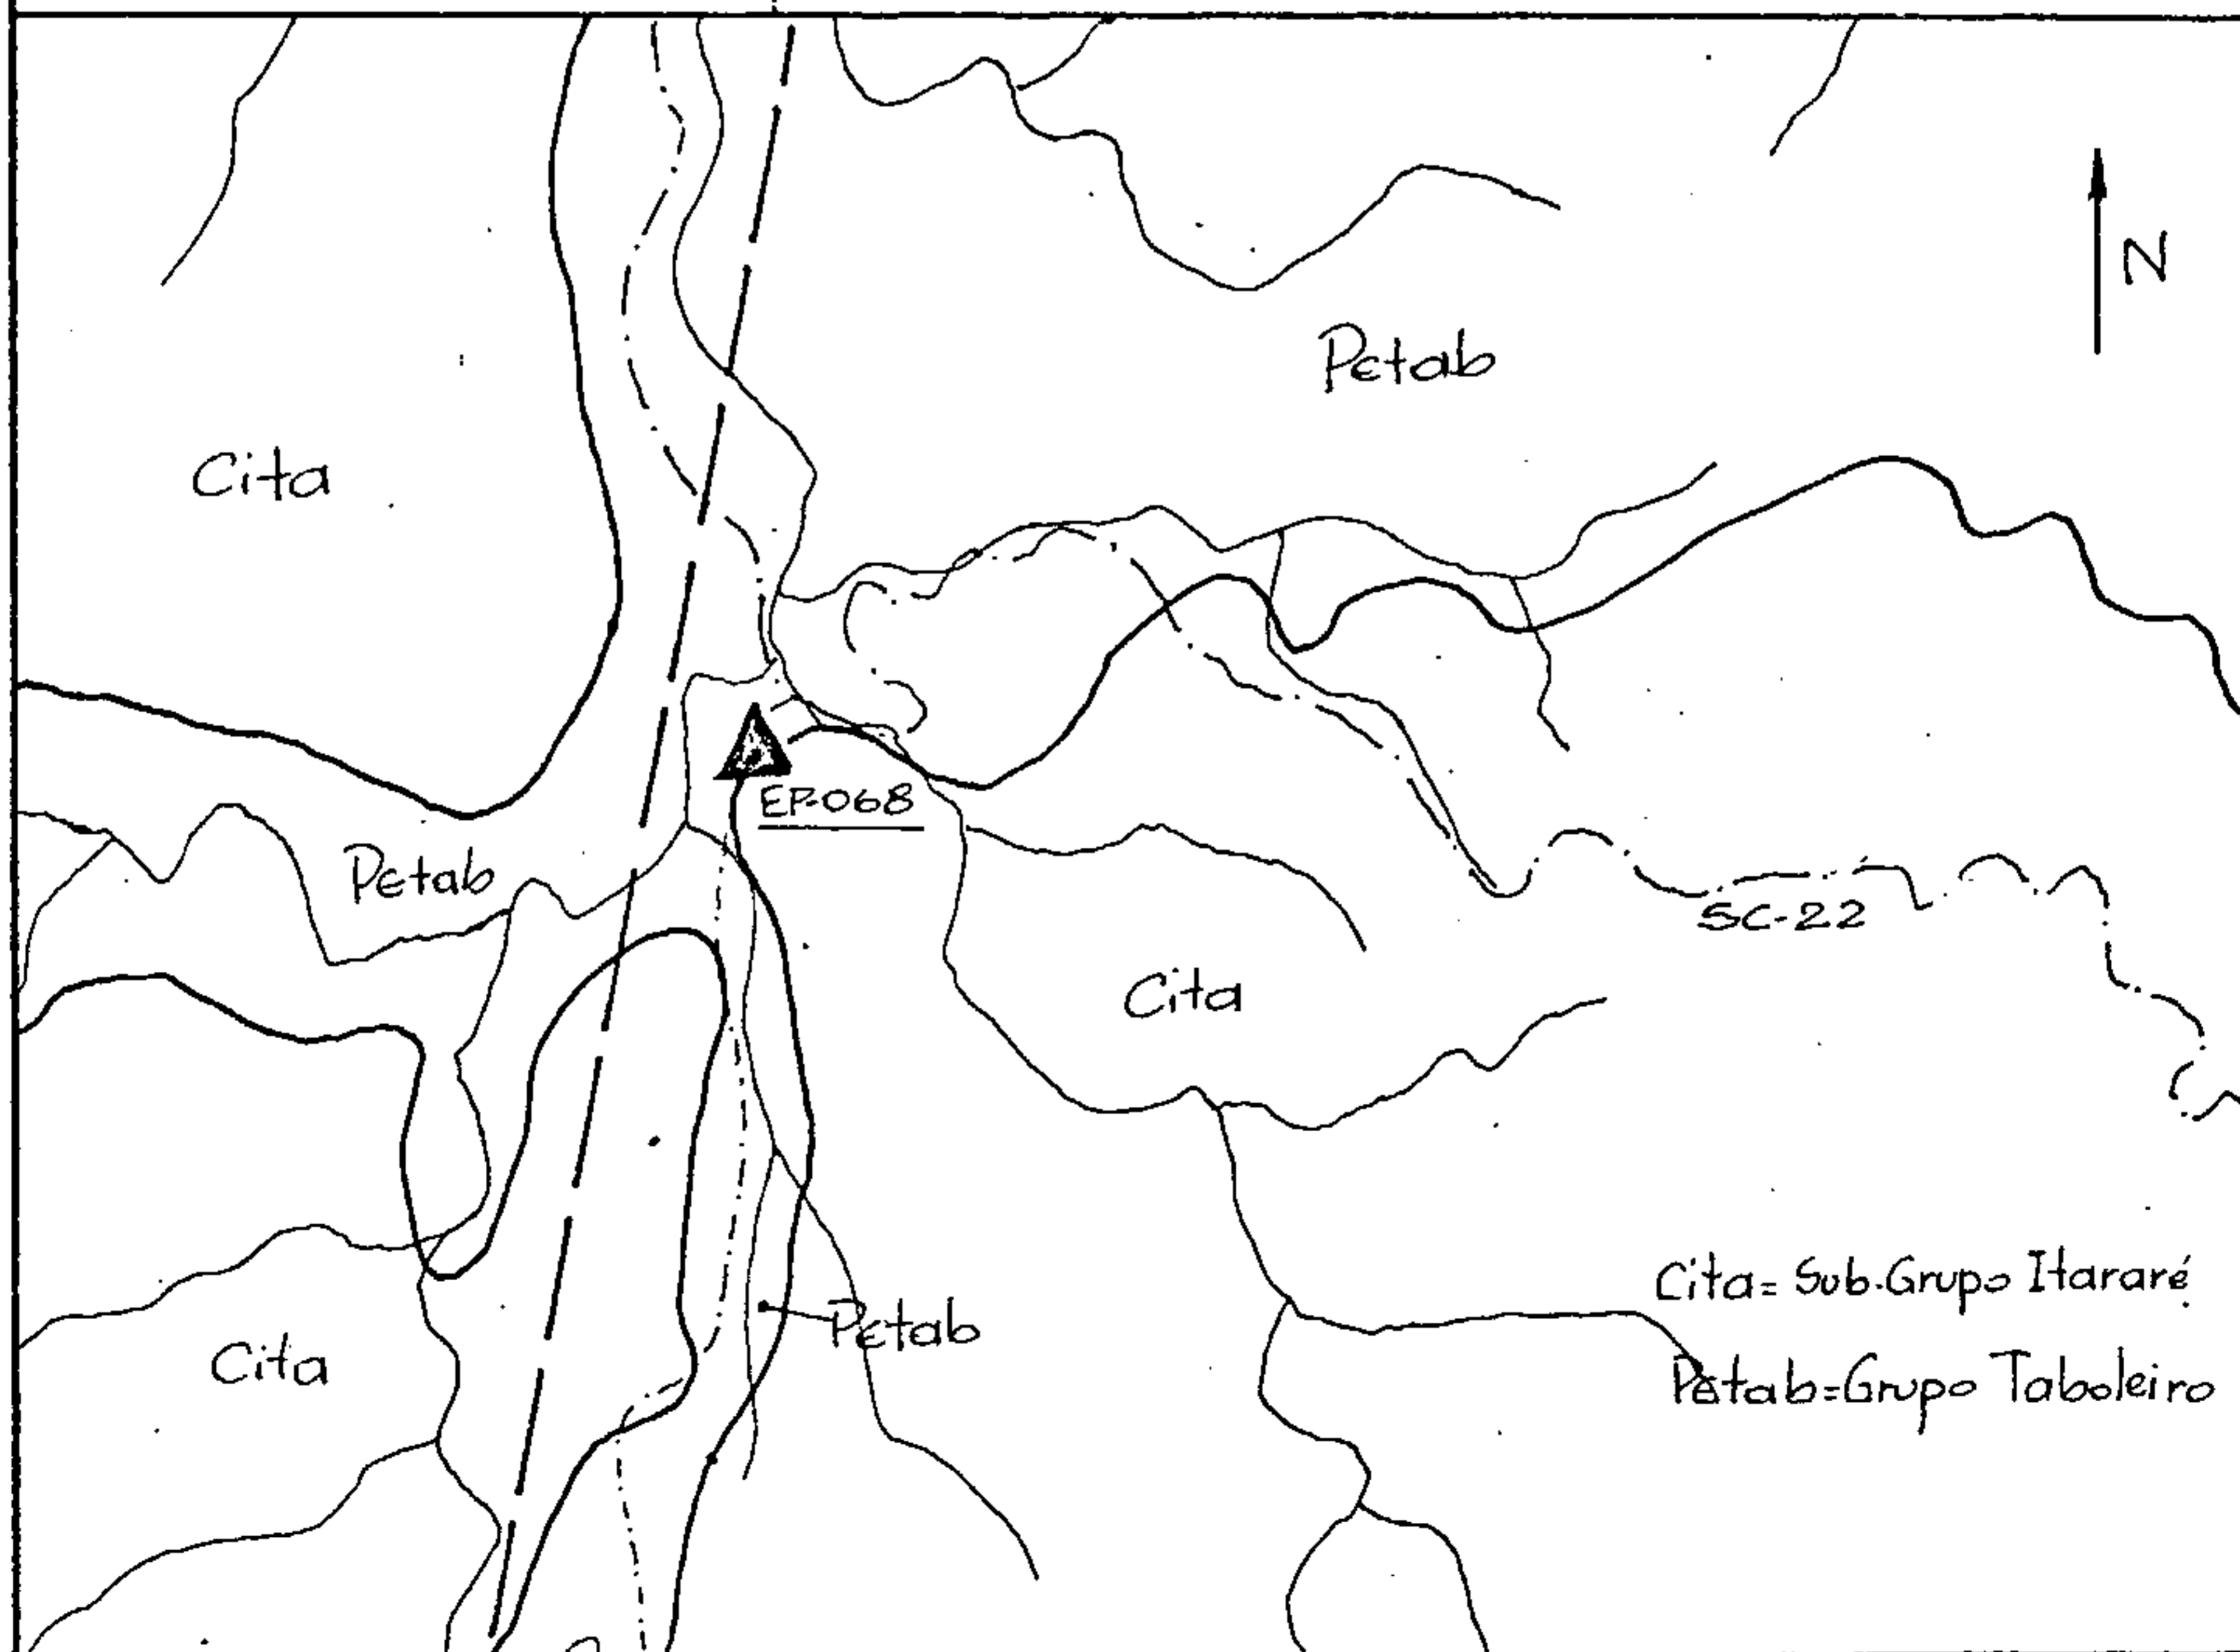 N
Petab
Cita
EP-068
Petab
SC-22
Cita
Cita= Sub-Grupo Itararé
Petab
Cita
Petab=Grupo Taboleiro